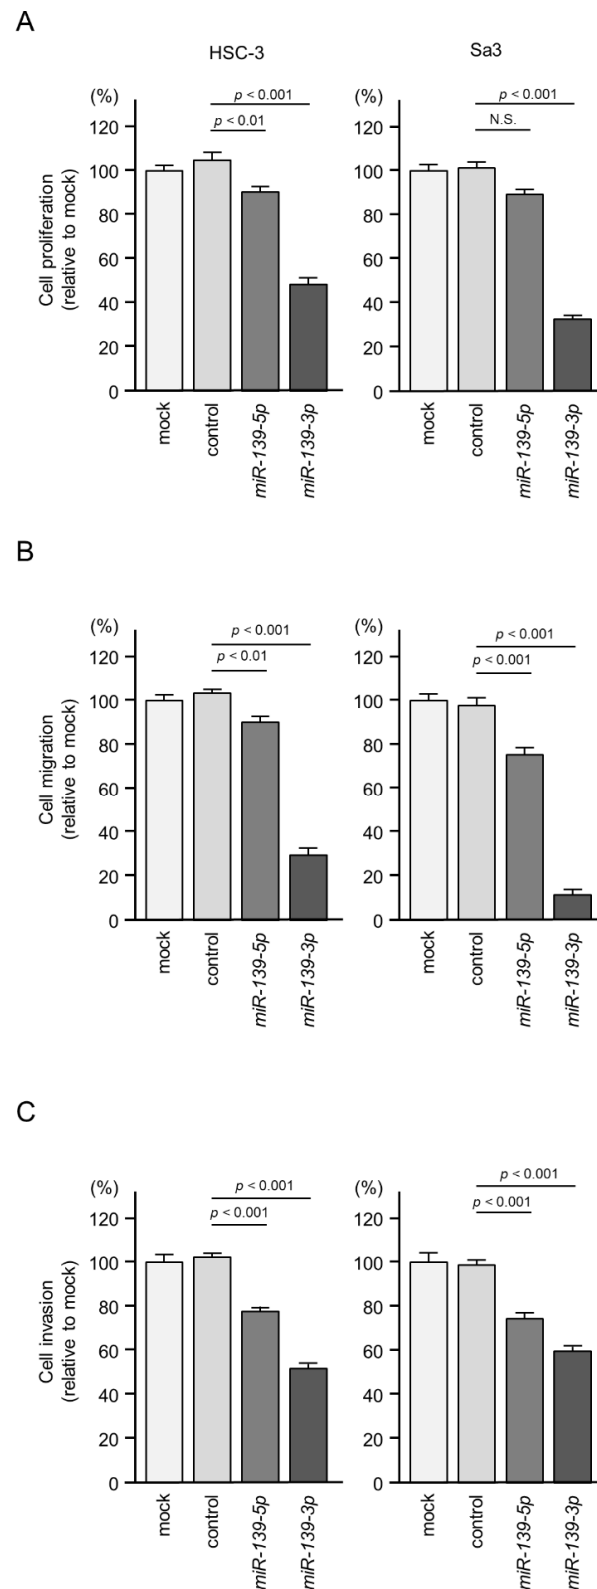 A
HSC-3
Sa3
(%)
p < 0.001
p < 0.01
120
100
80
60
40
20
0
Cell proliferation
(relative to mock)
mock
control
miR-139-5p
miR-139-3p
(%)
p < 0.001
N.S.
120
100
80
60
40
20
0
mock
control
miR-139-5p
miR-139-3p
B
(%)
p < 0.001
p < 0.01
120
100
80
60
40
20
0
Cell migration
(relative to mock)
mock
control
miR-139-5p
miR-139-3p
(%)
p < 0.001
p < 0.001
120
100
80
60
40
20
0
mock
control
miR-139-5p
miR-139-3p
C
(%)
p < 0.001
p < 0.001
120
100
80
60
40
20
0
Cell invasion
(relative to mock)
mock
control
miR-139-5p
miR-139-3p
(%)
p < 0.001
p < 0.001
120
100
80
60
40
20
0
mock
control
miR-139-5p
miR-139-3p